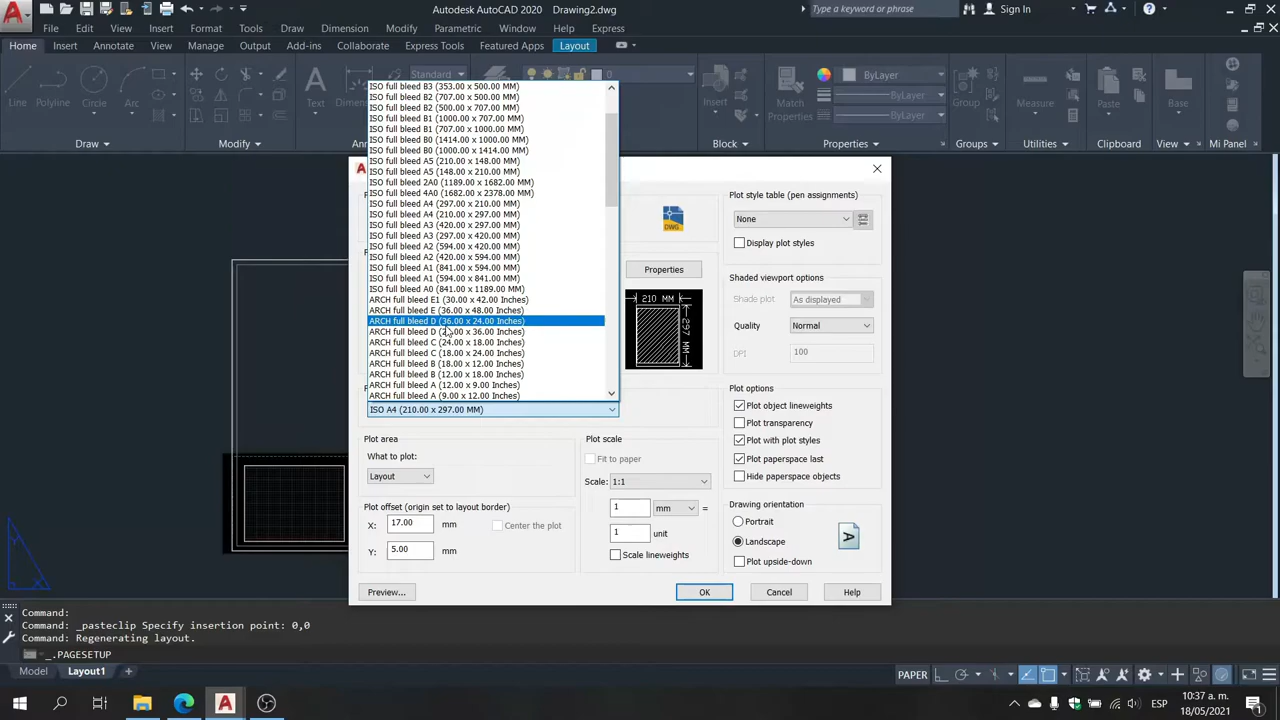 Autodesk AutoCAD 2020 Drawing2.dwg
Type a keyword or phrase
Sign In
File Edit View Insert Format Tools Draw Dimension Modify Parametric Window Help Express
Home Insert Annotate Parametric View Manage Output Add-ins Collaborate Express Tools Featured Apps Layout
Line Polyline Circle Arc
Text Dimension
Standard
0
Insert
Match
Properties
ByLayer
ByLayer
ByLayer
Group
Measure
Paste
Base
Draw
Modify
Block
Properties
Groups
Utilities
Clipboard
View
Mi Panel
ISO full bleed B3 (353.00 x 500.00 MM)
ISO full bleed B2 (707.00 x 500.00 MM)
ISO full bleed B2 (500.00 x 707.00 MM)
ISO full bleed B1 (1000.00 x 707.00 MM)
ISO full bleed B1 (707.00 x 1000.00 MM)
ISO full bleed B0 (1414.00 x 1000.00 MM)
ISO full bleed B0 (1000.00 x 1414.00 MM)
ISO full bleed A5 (210.00 x 148.00 MM)
ISO full bleed A5 (148.00 x 210.00 MM)
ISO full bleed 2A0 (1189.00 x 1682.00 MM)
ISO full bleed 4A0 (1682.00 x 2378.00 MM)
ISO full bleed A4 (297.00 x 210.00 MM)
ISO full bleed A4 (210.00 x 297.00 MM)
ISO full bleed A3 (420.00 x 297.00 MM)
ISO full bleed A3 (297.00 x 420.00 MM)
ISO full bleed A2 (594.00 x 420.00 MM)
ISO full bleed A2 (420.00 x 594.00 MM)
ISO full bleed A1 (841.00 x 594.00 MM)
ISO full bleed A1 (594.00 x 841.00 MM)
ISO full bleed A0 (841.00 x 1189.00 MM)
ARCH full bleed E1 (30.00 x 42.00 Inches)
ARCH full bleed E (36.00 x 48.00 Inches)
ARCH full bleed D (36.00 x 24.00 Inches)
ARCH full bleed D (24.00 x 36.00 Inches)
ARCH full bleed C (24.00 x 18.00 Inches)
ARCH full bleed C (18.00 x 24.00 Inches)
ARCH full bleed B (18.00 x 12.00 Inches)
ARCH full bleed B (12.00 x 18.00 Inches)
ARCH full bleed A (12.00 x 9.00 Inches)
ARCH full bleed A (9.00 x 12.00 Inches)
ISO A4 (210.00 x 297.00 MM)
DWG
Properties
210 MM
297 MM
Plot style table (pen assignments)
None
Display plot styles
Shaded viewport options
Shade plot As displayed
Quality Normal
DPI 100
Plot area
What to plot:
Layout
Plot offset (origin set to layout border)
X: 17.00 mm Center the plot
Y: 5.00 mm
Plot scale
Fit to paper
Scale: 1:1
1 mm =
1 unit
Scale lineweights
Plot options
Plot object lineweights
Plot transparency
Plot with plot styles
Plot paperspace last
Hide paperspace objects
Drawing orientation
Portrait
Landscape
Plot upside-down
A
Preview... OK Cancel Help
Command:
Command: _pasteclip Specify insertion point: 0,0
Command: Regenerating layout.
_.PAGESETUP
Model Layout1 +
PAPER
ESP
10:37 a. m.
18/05/2021